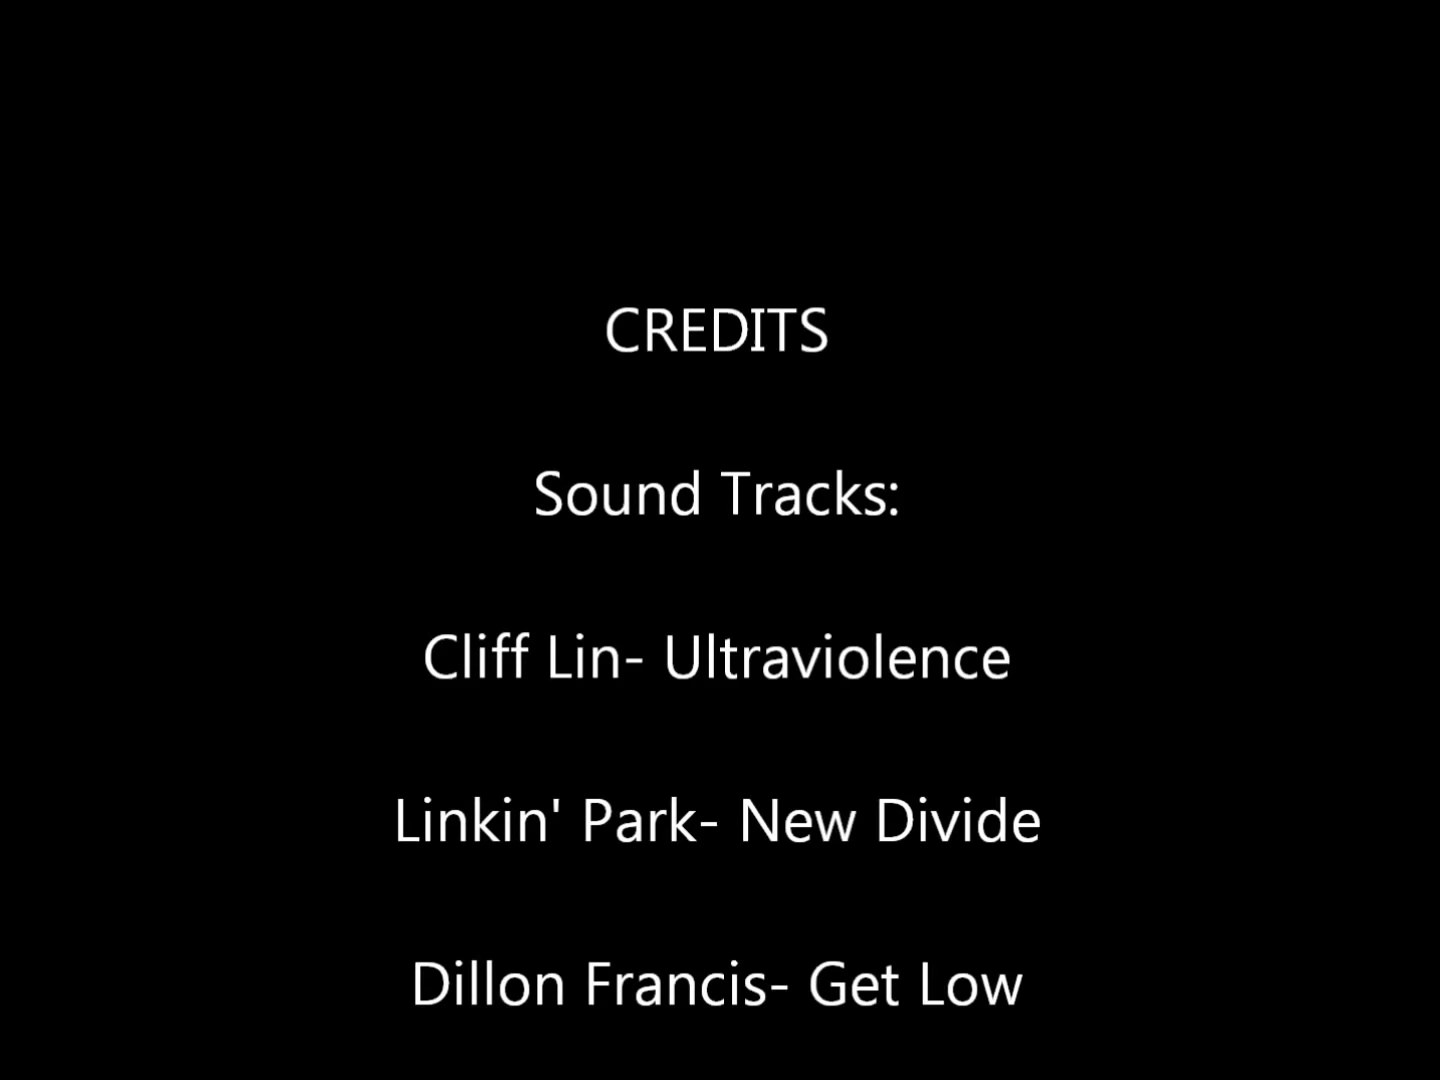 CREDITS
Sound Tracks:
Cliff Lin- Ultraviolence
Linkin' Park- New Divide
Dillon Francis- Get Low